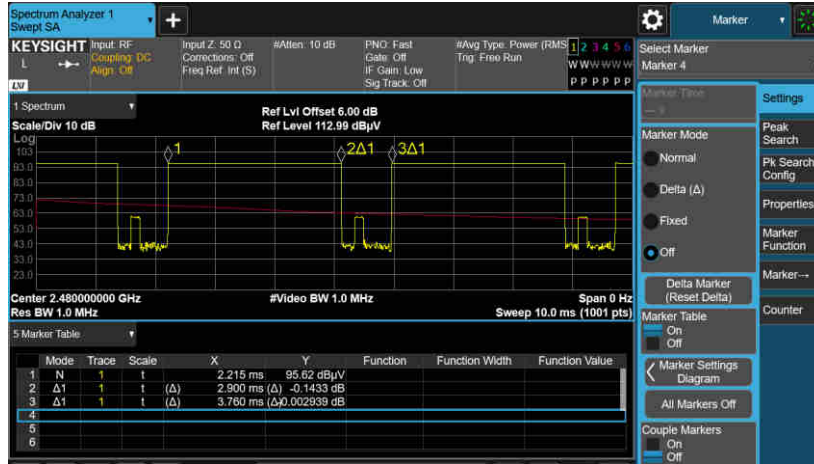 Spectrum Analyzer 1
Swept SA
+
Marker
KEYSIGHT
L
LXI
Input: RF
Coupling: DC
Align: Off
Input Z: 50 Ω
Corrections: Off
Freq Ref: Int (S)
#Atten: 10 dB
PNO: Fast
Gate: Off
IF Gain: Low
Sig Track: Off
#Avg Type: Power (RMS
Trig: Free Run
1 2 3 4 5 6
W W W W W W
P P P P P P
Select Marker
Marker 4
1 Spectrum
Scale/Div 10 dB
Ref Lvl Offset 6.00 dB
Ref Level 112.99 dBµV
Log
103
93.0
83.0
73.0
63.0
53.0
43.0
33.0
23.0
1
2Δ1
3Δ1
Center 2.480000000 GHz
Res BW 1.0 MHz
#Video BW 1.0 MHz
Span 0 Hz
Sweep 10.0 ms (1001 pts)
5 Marker Table
Mode Trace Scale X Y Function Function Width Function Value
1 N 1 t 2.215 ms 95.62 dBµV
2 Δ1 1 t (Δ) 2.900 ms (Δ) -0.1433 dB
3 Δ1 1 t (Δ) 3.760 ms (Δ) 0.002939 dB
4
5
6
Marker Time
Marker Mode
Normal
Delta (Δ)
Fixed
Off
Delta Marker
(Reset Delta)
Marker Table
On
Off
Marker Settings
Diagram
All Markers Off
Couple Markers
On
Off
Settings
Peak
Search
Pk Search
Config
Properties
Marker
Function
Marker→
Counter